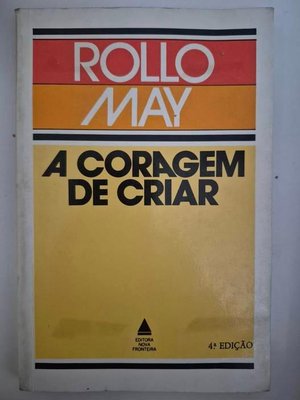 ROLLO
MAY
A CORAGEM
DE CRIAR
EDITORA
NOVA
FRONTEIRA
4ª EDIÇÃO